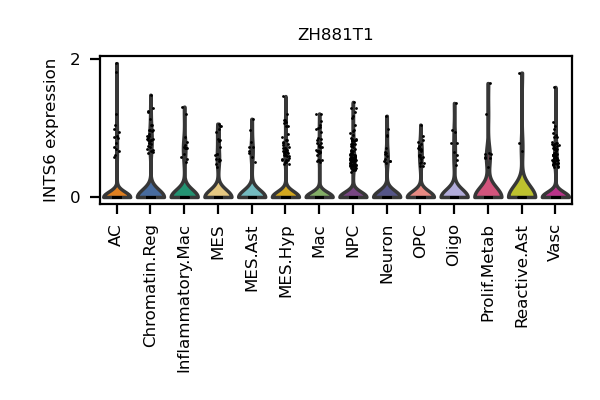 ZH881T1
INTS6 expression
2
0
AC
Chromatin.Reg
Inflammatory.Mac
MES
MES.Ast
MES.Hyp
Mac
NPC
Neuron
OPC
Oligo
Prolif.Metab
Reactive.Ast
Vasc